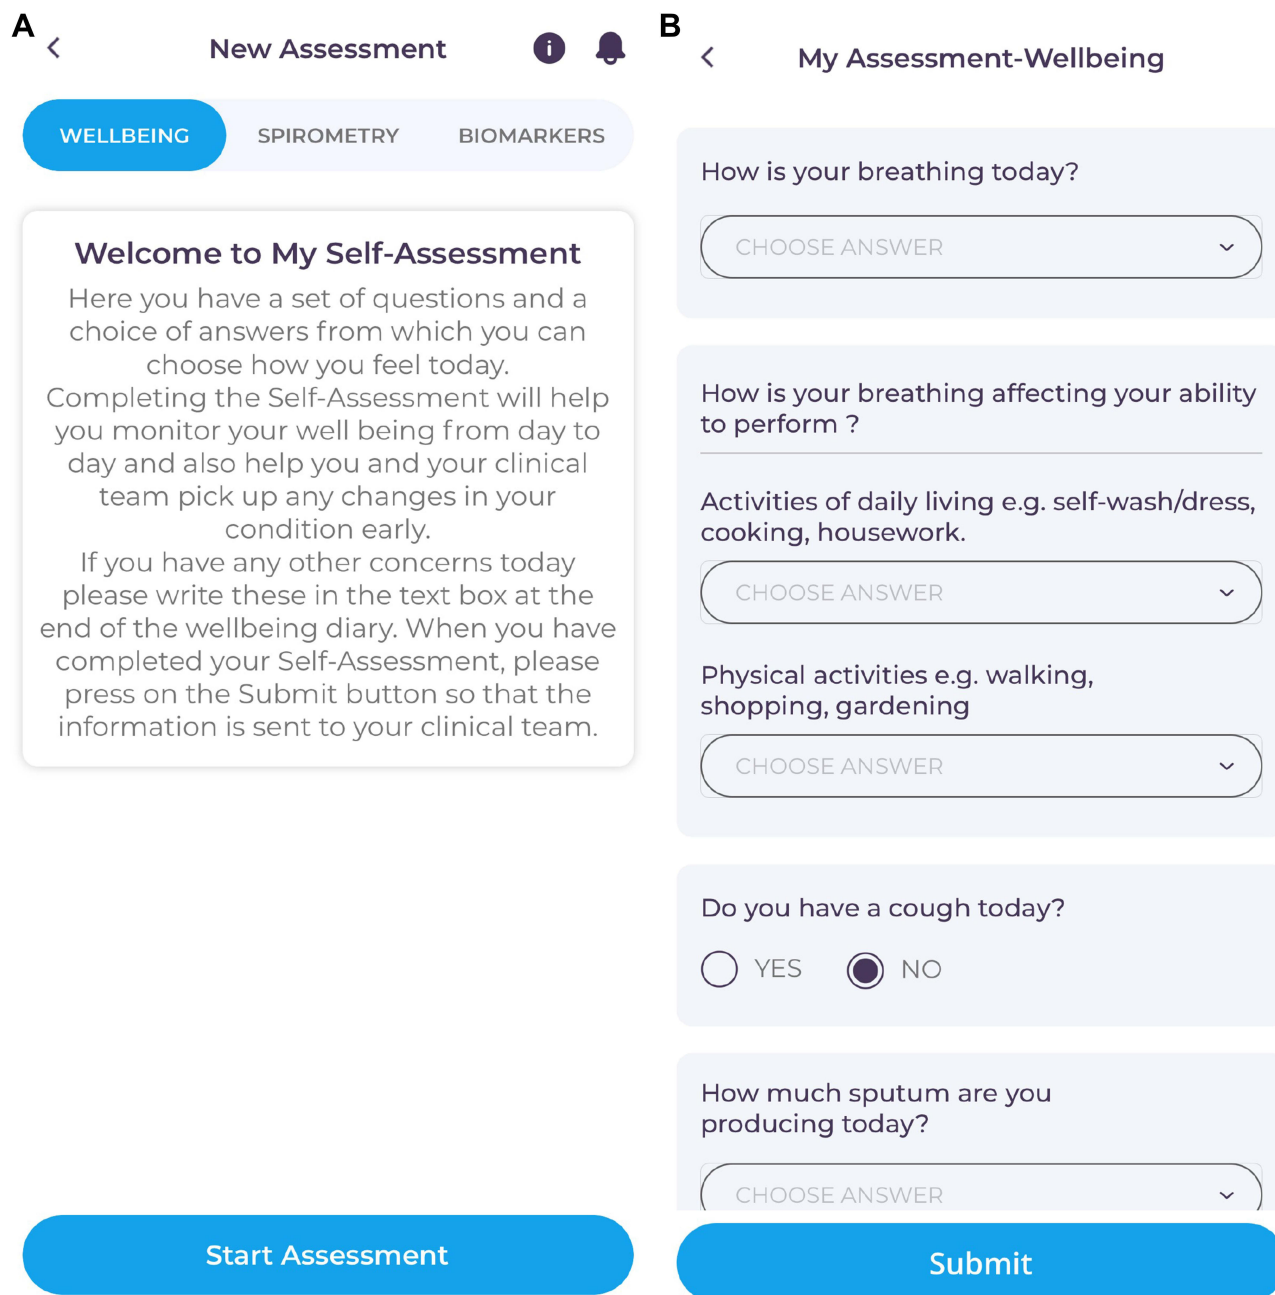 A
New Assessment
WELLBEING
SPIROMETRY
BIOMARKERS
Welcome to My Self-Assessment
Here you have a set of questions and a
choice of answers from which you can
choose how you feel today.
Completing the Self-Assessment will help
you monitor your well being from day to
day and also help you and your clinical
team pick up any changes in your
condition early.
If you have any other concerns today
please write these in the text box at the
end of the wellbeing diary. When you have
completed your Self-Assessment, please
press on the Submit button so that the
information is sent to your clinical team.
Start Assessment
B
My Assessment-Wellbeing
How is your breathing today?
CHOOSE ANSWER
How is your breathing affecting your ability
to perform ?
Activities of daily living e.g. self-wash/dress,
cooking, housework.
CHOOSE ANSWER
Physical activities e.g. walking,
shopping, gardening
CHOOSE ANSWER
Do you have a cough today?
YES
NO
How much sputum are you
producing today?
CHOOSE ANSWER
Submit